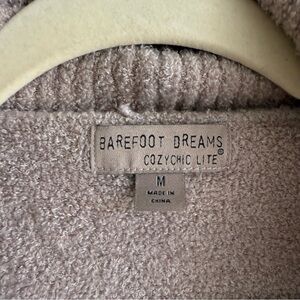 BAREFOOT DREAMS
COZYCHIC LITE®
M
MADE IN
CHINA